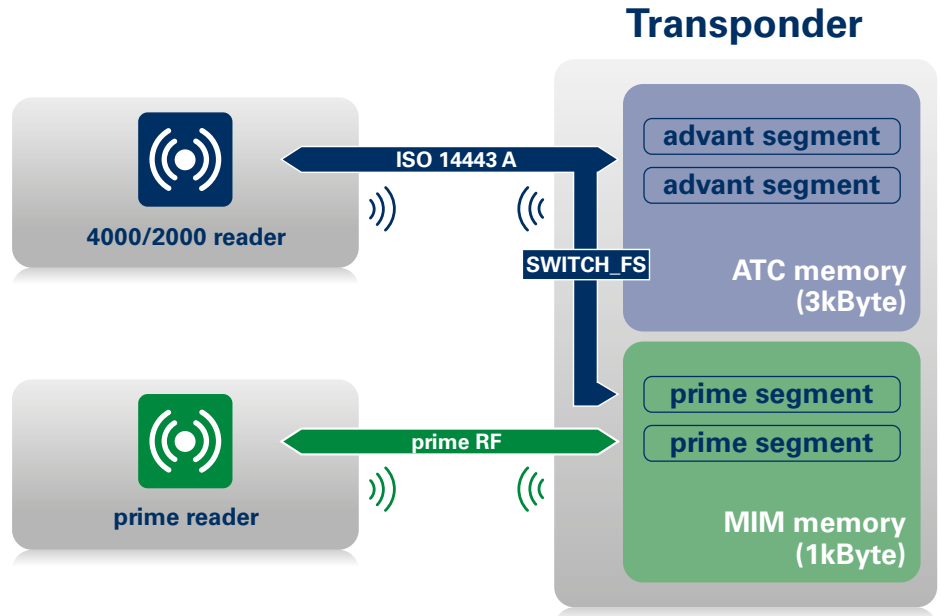 Transponder
advant segment
advant segment
ISO 14443 A
4000/2000 reader
SWITCH_FS
ATC memory
(3kByte)
prime segment
prime segment
prime RF
prime reader
MIM memory
(1kByte)